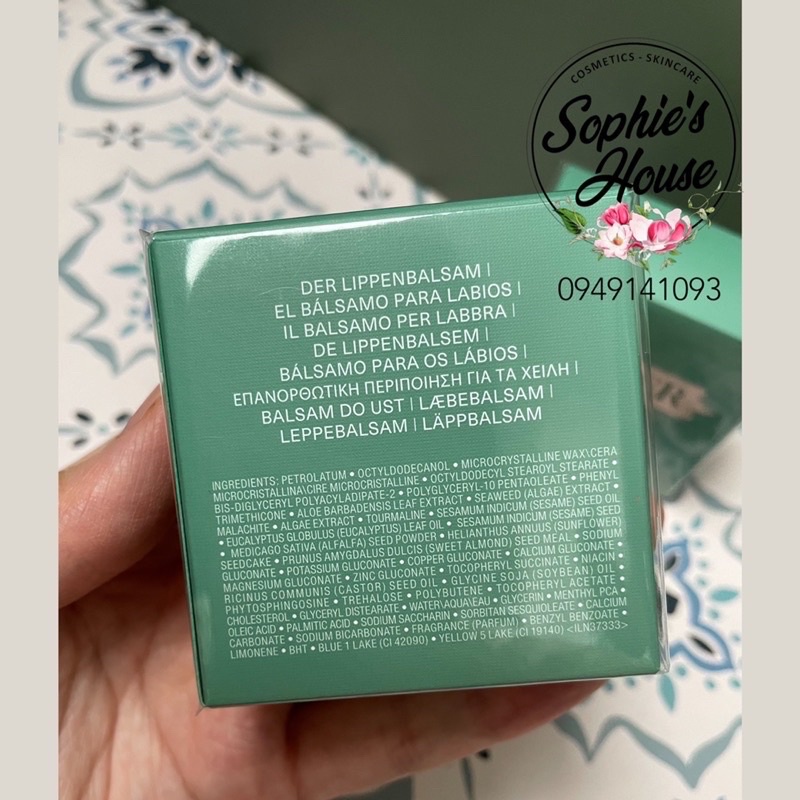 COSMETICS · SKINCARE
Sophie's
House
0949141093
DER LIPPENBALSAM |
EL BÁLSAMO PARA LABIOS |
IL BALSAMO PER LABBRA |
DE LIPPENBALSEM |
BÁLSAMO PARA OS LÁBIOS |
ΕΠΑΝΟΡΘΩΤΙΚΗ ΠΕΡΙΠΟΙΗΣΗ ΓΙΑ ΤΑ ΧΕΙΛΗ |
BALSAM DO UST | LÆBEBALSAM |
LEPPEBALSAM | LÄPPBALSAM
INGREDIENTS: PETROLATUM • OCTYLDODECANOL • MICROCRYSTALLINE WAX\CERA
MICROCRISTALLINA\CIRE MICROCRISTALLINE • OCTYLDODECYL STEAROYL STEARATE •
BIS-DIGLYCERYL POLYACYLADIPATE-2 • POLYGLYCERYL-10 PENTAOLEATE • PHENYL
TRIMETHICONE • ALOE BARBADENSIS LEAF EXTRACT • SEAWEED (ALGAE) EXTRACT •
MALACHITE • ALGAE EXTRACT • TOURMALINE • SESAMUM INDICUM (SESAME) SEED OIL
• EUCALYPTUS GLOBULUS (EUCALYPTUS) LEAF OIL • SESAMUM INDICUM (SESAME) SEED
• MEDICAGO SATIVA (ALFALFA) SEED POWDER • HELIANTHUS ANNUUS (SUNFLOWER)
SEEDCAKE • PRUNUS AMYGDALUS DULCIS (SWEET ALMOND) SEED MEAL • SODIUM
GLUCONATE • POTASSIUM GLUCONATE • COPPER GLUCONATE • CALCIUM GLUCONATE •
MAGNESIUM GLUCONATE • ZINC GLUCONATE • TOCOPHERYL SUCCINATE • NIACIN •
RICINUS COMMUNIS (CASTOR) SEED OIL • GLYCINE SOJA (SOYBEAN) OIL •
PHYTOSPHINGOSINE • TREHALOSE • POLYBUTENE • TOCOPHERYL ACETATE •
CHOLESTEROL • GLYCERYL DISTEARATE • WATER\AQUA\EAU • GLYCERIN • MENTHYL PCA •
OLEIC ACID • PALMITIC ACID • SODIUM SACCHARIN • SORBITAN SESQUIOLEATE • CALCIUM
CARBONATE • SODIUM BICARBONATE • FRAGRANCE (PARFUM) • BENZYL BENZOATE •
LIMONENE • BHT • BLUE 1 LAKE (CI 42090) • YELLOW 5 LAKE (CI 19140) <ILN37333>